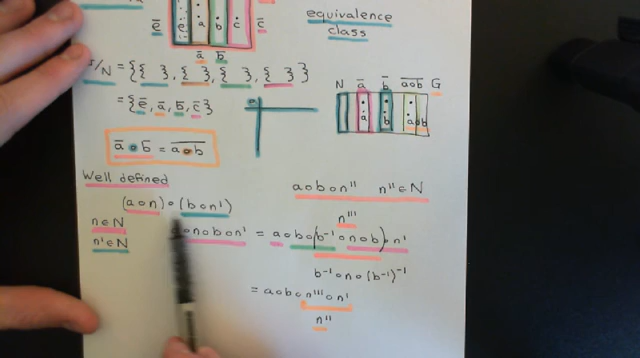 e a b c
ē ā b̄ c̄
equivalence
class
/N = {{ }, { }, { }, { }}
= {ē, ā, b̄, c̄}
N ā b̄ a∘b G
a b a∘b
ā ∘ b̄ = a∘b
Well defined
(a∘n)∘(b∘n')
a∘b∘n'' n''∈N
n∈N
n'∈N
n'''
∘n∘b∘n' = a∘b∘(b⁻¹∘n∘b)∘n'
b⁻¹∘n∘(b⁻¹)⁻¹
= a∘b∘n'''∘n'
n''